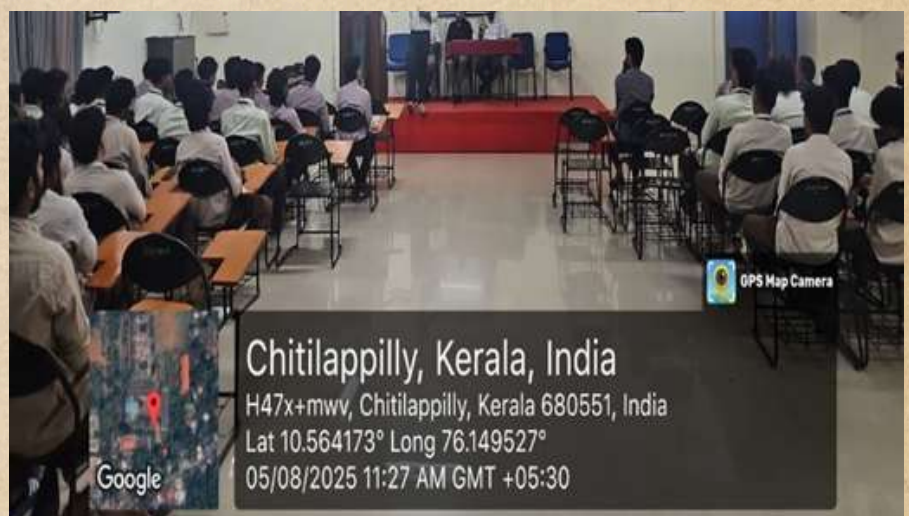 GPS Map Camera
Chitilappilly, Kerala, India
H47x+mwv, Chitilappilly, Kerala 680551, India
Lat 10.564173° Long 76.149527°
05/08/2025 11:27 AM GMT +05:30
Google